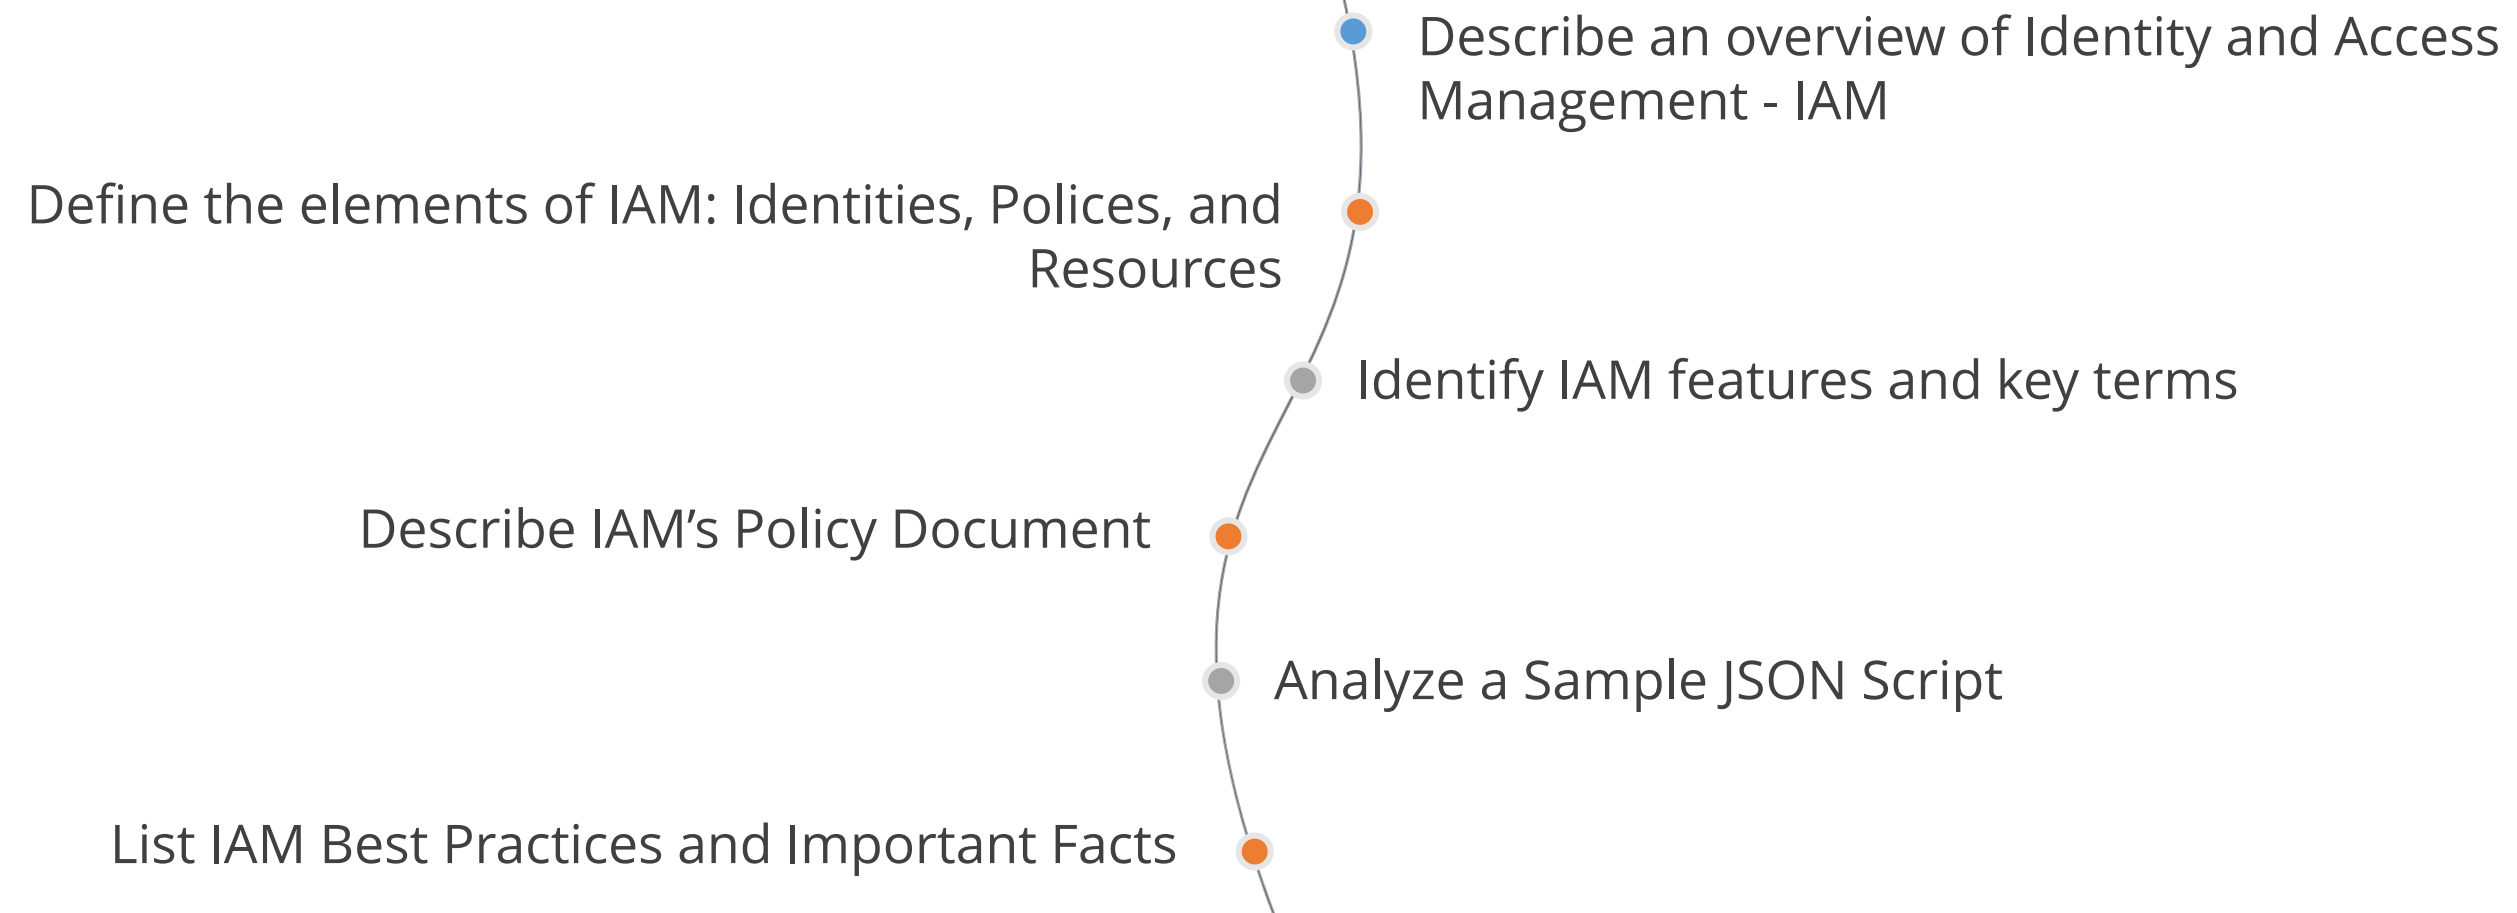 Describe an overview of Identity and Access
Management - IAM
Define the elements of IAM: Identities, Policies, and
Resources
Identify IAM features and key terms
Describe IAM’s Policy Document
Analyze a Sample JSON Script
List IAM Best Practices and Important Facts